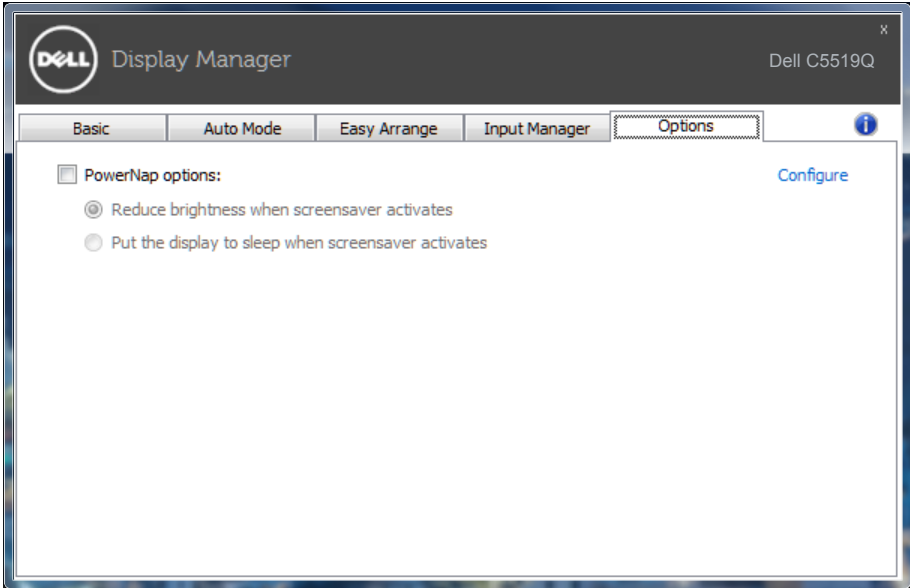 x
DELL
Display Manager
Dell C5519Q
Basic
Auto Mode
Easy Arrange
Input Manager
Options
i
PowerNap options:
Configure
Reduce brightness when screensaver activates
Put the display to sleep when screensaver activates